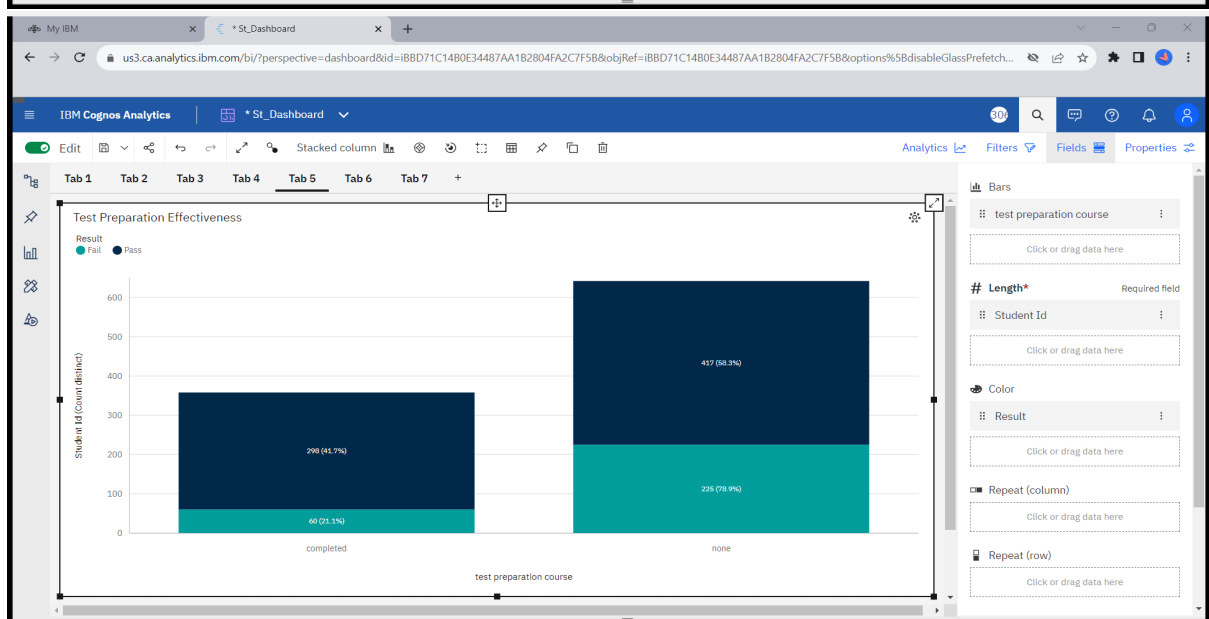 My IBM × * St_Dashboard × +
us3.ca.analytics.ibm.com/bi/?perspective=dashboard&id=iBBD71C14B0E34487AA1B2804FA2C7F5B&objRef=iBBD71C14B0E34487AA1B2804FA2C7F5B&options%5BdisableGlassPrefetch...
IBM Cognos Analytics * St_Dashboard 306
Edit Stacked column Analytics Filters Fields Properties
Tab 1 Tab 2 Tab 3 Tab 4 Tab 5 Tab 6 Tab 7 +
Test Preparation Effectiveness
Result
Fail Pass
600
500
400
300
200
100
0
Student Id (Count distinct)
417 (58.3%)
298 (41.7%)
225 (78.9%)
60 (21.1%)
completed none
test preparation course
Bars
test preparation course
Click or drag data here
# Length* Required field
Student Id
Click or drag data here
Color
Result
Click or drag data here
Repeat (column)
Click or drag data here
Repeat (row)
Click or drag data here